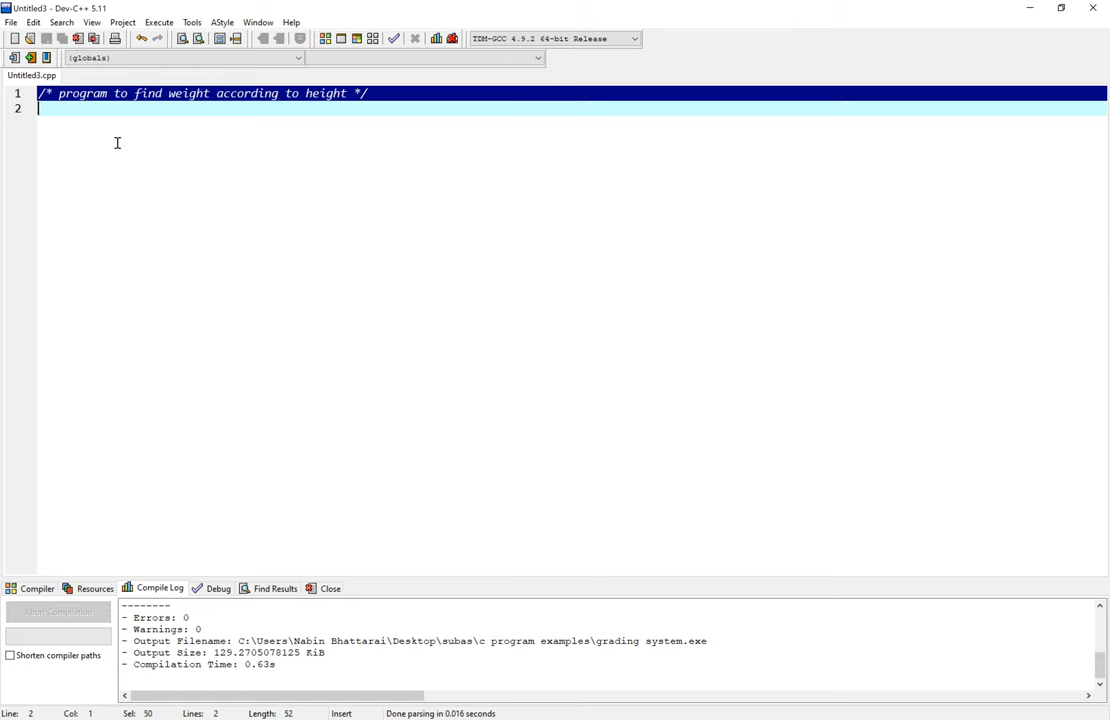 Untitled3 - Dev-C++ 5.11
File Edit Search View Project Execute Tools AStyle Window Help
TDM-GCC 4.9.2 64-bit Release
(globals)
Untitled3.cpp
1 /* program to find weight according to height */
2
Compiler Resources Compile Log Debug Find Results Close
Abort Compilation
--------
- Errors: 0
- Warnings: 0
- Output Filename: C:\Users\Nabin Bhattarai\Desktop\subas\c program examples\grading system.exe
- Output Size: 129.2705078125 KiB
Shorten compiler paths
- Compilation Time: 0.63s
Line: 2 Col: 1 Sel: 50 Lines: 2 Length: 52 Insert Done parsing in 0.016 seconds